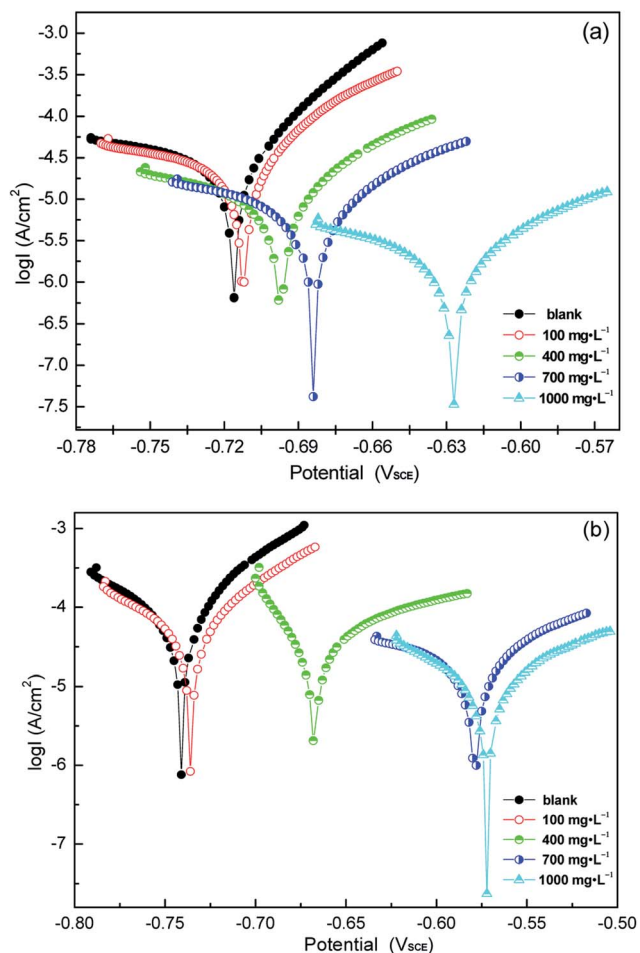 (a)
-3.0
-3.5
-4.0
-4.5
-5.0
-5.5
-6.0
-6.5
-7.0
-7.5
logI (A/cm²)
blank
100 mg•L⁻¹
400 mg•L⁻¹
700 mg•L⁻¹
1000 mg•L⁻¹
-0.78 -0.75 -0.72 -0.69 -0.66 -0.63 -0.60 -0.57
Potential (VSCE)
(b)
-3
-4
-5
-6
-7
logI (A/cm²)
blank
100 mg•L⁻¹
400 mg•L⁻¹
700 mg•L⁻¹
1000 mg•L⁻¹
-0.80 -0.75 -0.70 -0.65 -0.60 -0.55 -0.50
Potential (VSCE)